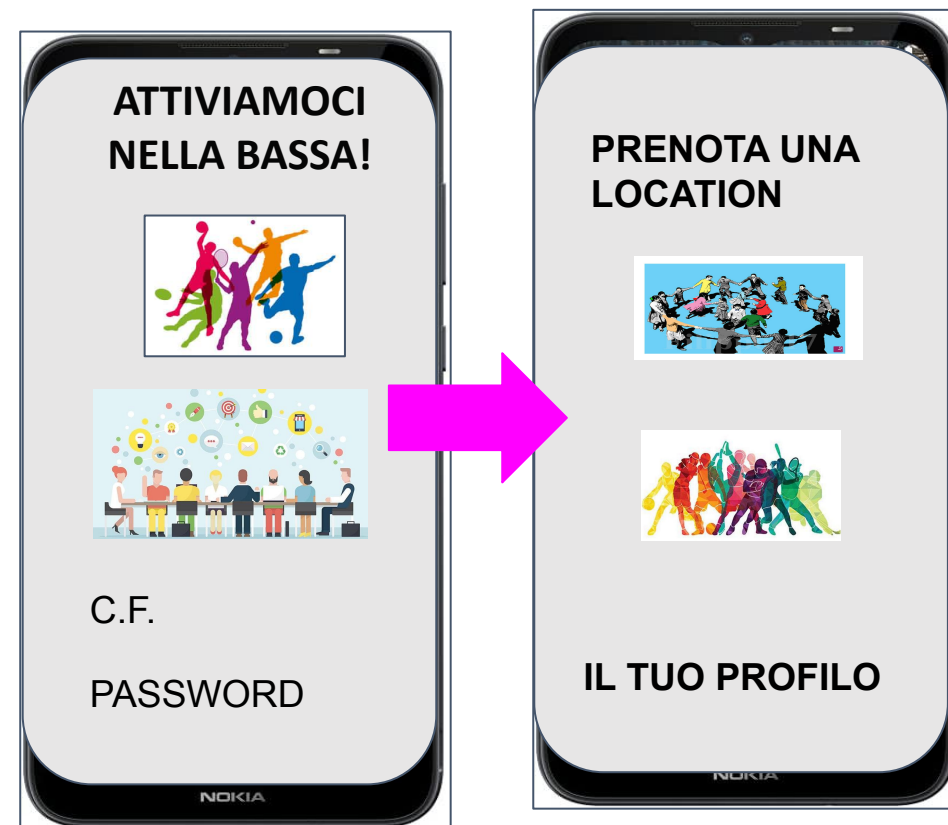 ATTIVIAMOCI
NELLA BASSA!
C.F.
PASSWORD
NOKIA
PRENOTA UNA
LOCATION
IL TUO PROFILO
NOKIA